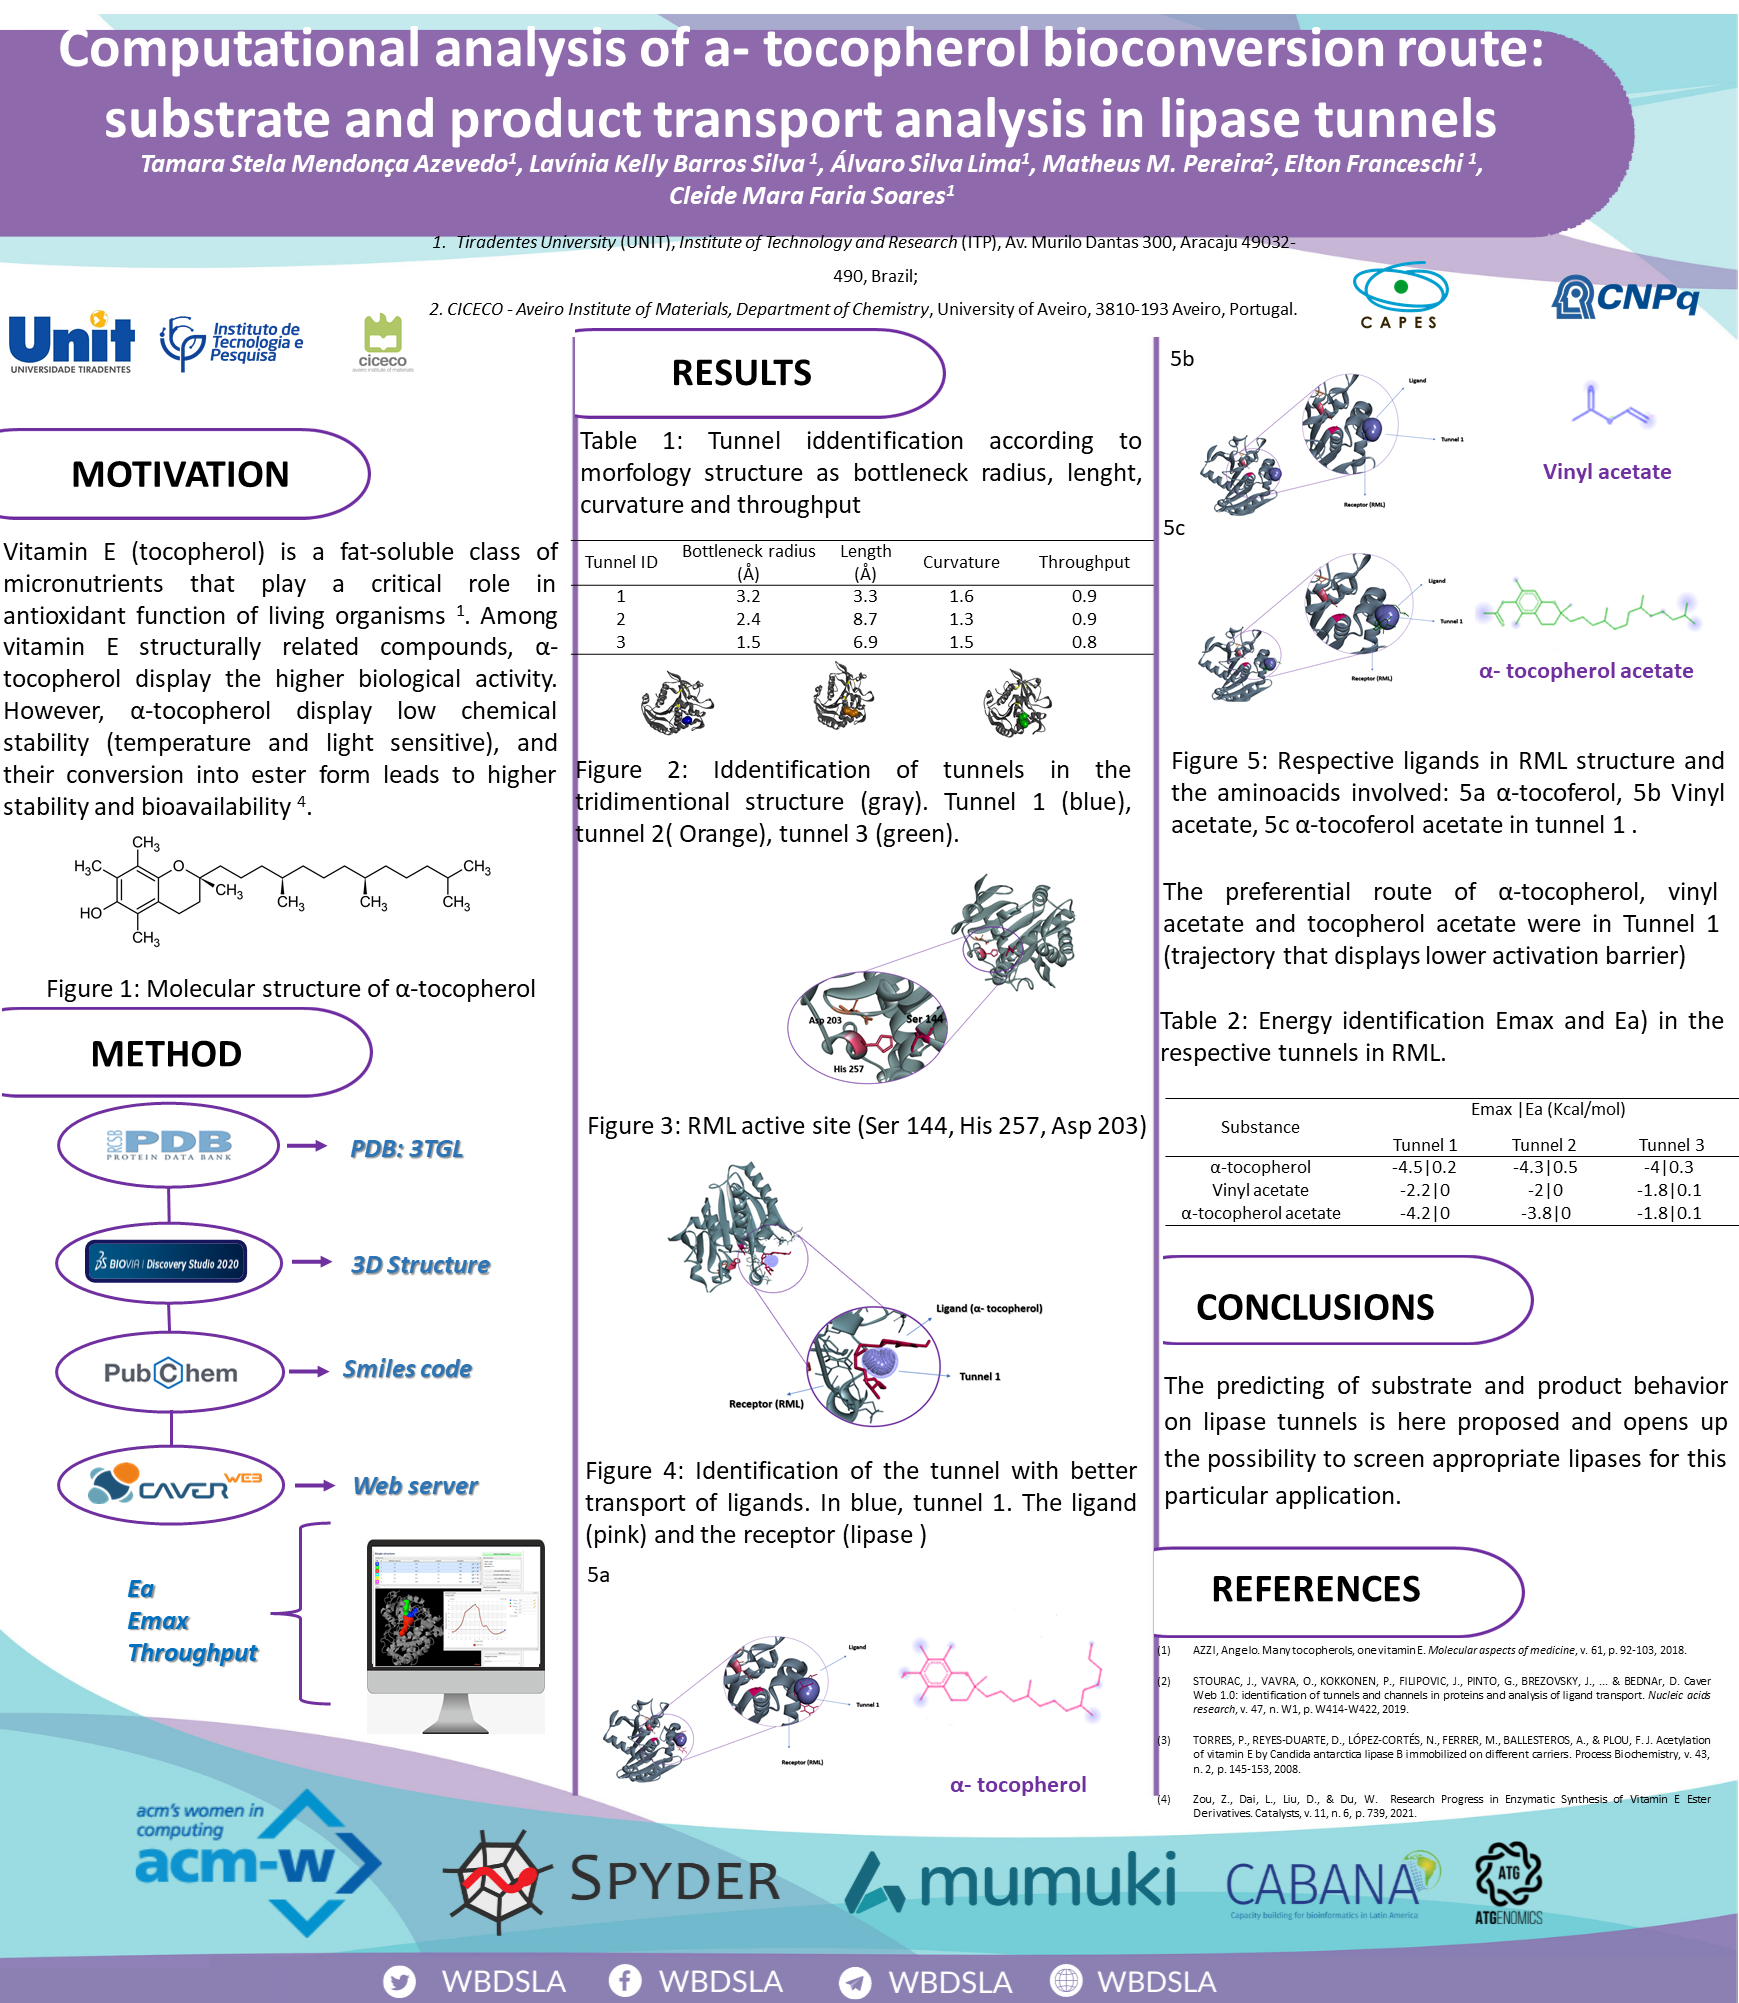 Computational analysis of a- tocopherol bioconversion route:
substrate and product transport analysis in lipase tunnels
Tamara Stela Mendonça Azevedo1, Lavínia Kelly Barros Silva 1, Álvaro Silva Lima1, Matheus M. Pereira2, Elton Franceschi 1,
Cleide Mara Faria Soares1
1. Tiradentes University (UNIT), Institute of Technology and Research (ITP), Av. Murilo Dantas 300, Aracaju 49032-
490, Brazil;
2. CICECO - Aveiro Institute of Materials, Department of Chemistry, University of Aveiro, 3810-193 Aveiro, Portugal.
Unit
UNIVERSIDADE TIRADENTES
Instituto de
Tecnologia e
Pesquisa
ciceco
aveiro institute of materials
CAPES
CNPq
MOTIVATION
Vitamin E (tocopherol) is a fat-soluble class of
micronutrients that play a critical role in
antioxidant function of living organisms 1. Among
vitamin E structurally related compounds, α-
tocopherol display the higher biological activity.
However, α-tocopherol display low chemical
stability (temperature and light sensitive), and
their conversion into ester form leads to higher
stability and bioavailability 4.
CH3
H3C
O
CH3
CH3
HO
CH3
CH3
CH3
CH3
Figure 1: Molecular structure of α-tocopherol
METHOD
RCSB PDB
PROTEIN DATA BANK
PDB: 3TGL
BIOVIA | Discovery Studio 2020
3D Structure
PubChem
Smiles code
CAVER WEB
Web server
Ea
Emax
Throughput
RESULTS
Table 1: Tunnel iddentification according to
morfology structure as bottleneck radius, lenght,
curvature and throughput
Tunnel ID Bottleneck radius (Å) Length (Å) Curvature Throughput
1 3.2 3.3 1.6 0.9
2 2.4 8.7 1.3 0.9
3 1.5 6.9 1.5 0.8
Figure 2: Iddentification of tunnels in the
tridimentional structure (gray). Tunnel 1 (blue),
tunnel 2( Orange), tunnel 3 (green).
Asp 203
Ser 144
His 257
Figure 3: RML active site (Ser 144, His 257, Asp 203)
Ligand (α- tocopherol)
Tunnel 1
Receptor (RML)
Figure 4: Identification of the tunnel with better
transport of ligands. In blue, tunnel 1. The ligand
(pink) and the receptor (lipase )
5a
Ligand
Tunnel 1
Receptor (RML)
α- tocopherol
5b
Ligand
Tunnel 1
Receptor (RML)
Vinyl acetate
5c
Ligand
Tunnel 1
Receptor (RML)
α- tocopherol acetate
Figure 5: Respective ligands in RML structure and
the aminoacids involved: 5a α-tocoferol, 5b Vinyl
acetate, 5c α-tocoferol acetate in tunnel 1 .
The preferential route of α-tocopherol, vinyl
acetate and tocopherol acetate were in Tunnel 1
(trajectory that displays lower activation barrier)
Table 2: Energy identification Emax and Ea) in the
respective tunnels in RML.
Substance Emax |Ea (Kcal/mol)
Tunnel 1 Tunnel 2 Tunnel 3
α-tocopherol -4.5|0.2 -4.3|0.5 -4|0.3
Vinyl acetate -2.2|0 -2|0 -1.8|0.1
α-tocopherol acetate -4.2|0 -3.8|0 -1.8|0.1
CONCLUSIONS
The predicting of substrate and product behavior
on lipase tunnels is here proposed and opens up
the possibility to screen appropriate lipases for this
particular application.
REFERENCES
(1) AZZI, Angelo. Many tocopherols, one vitamin E. Molecular aspects of medicine, v. 61, p. 92-103, 2018.
(2) STOURAC, J., VAVRA, O., KOKKONEN, P., FILIPOVIC, J., PINTO, G., BREZOVSKY, J., ... & BEDNAr, D. Caver
Web 1.0: identification of tunnels and channels in proteins and analysis of ligand transport. Nucleic acids
research, v. 47, n. W1, p. W414-W422, 2019.
(3) TORRES, P., REYES-DUARTE, D., LÓPEZ-CORTÉS, N., FERRER, M., BALLESTEROS, A., & PLOU, F. J. Acetylation
of vitamin E by Candida antarctica lipase B immobilized on different carriers. Process Biochemistry, v. 43,
n. 2, p. 145-153, 2008.
(4) Zou, Z., Dai, L., Liu, D., & Du, W. Research Progress in Enzymatic Synthesis of Vitamin E Ester
Derivatives. Catalysts, v. 11, n. 6, p. 739, 2021.
acm's women in
computing
acm-w
SPYDER
mumuki
CABANA
Capacity building for bioinformatics in Latin America
ATG
ATGENOMICS
WBDSLA
WBDSLA
WBDSLA
WBDSLA